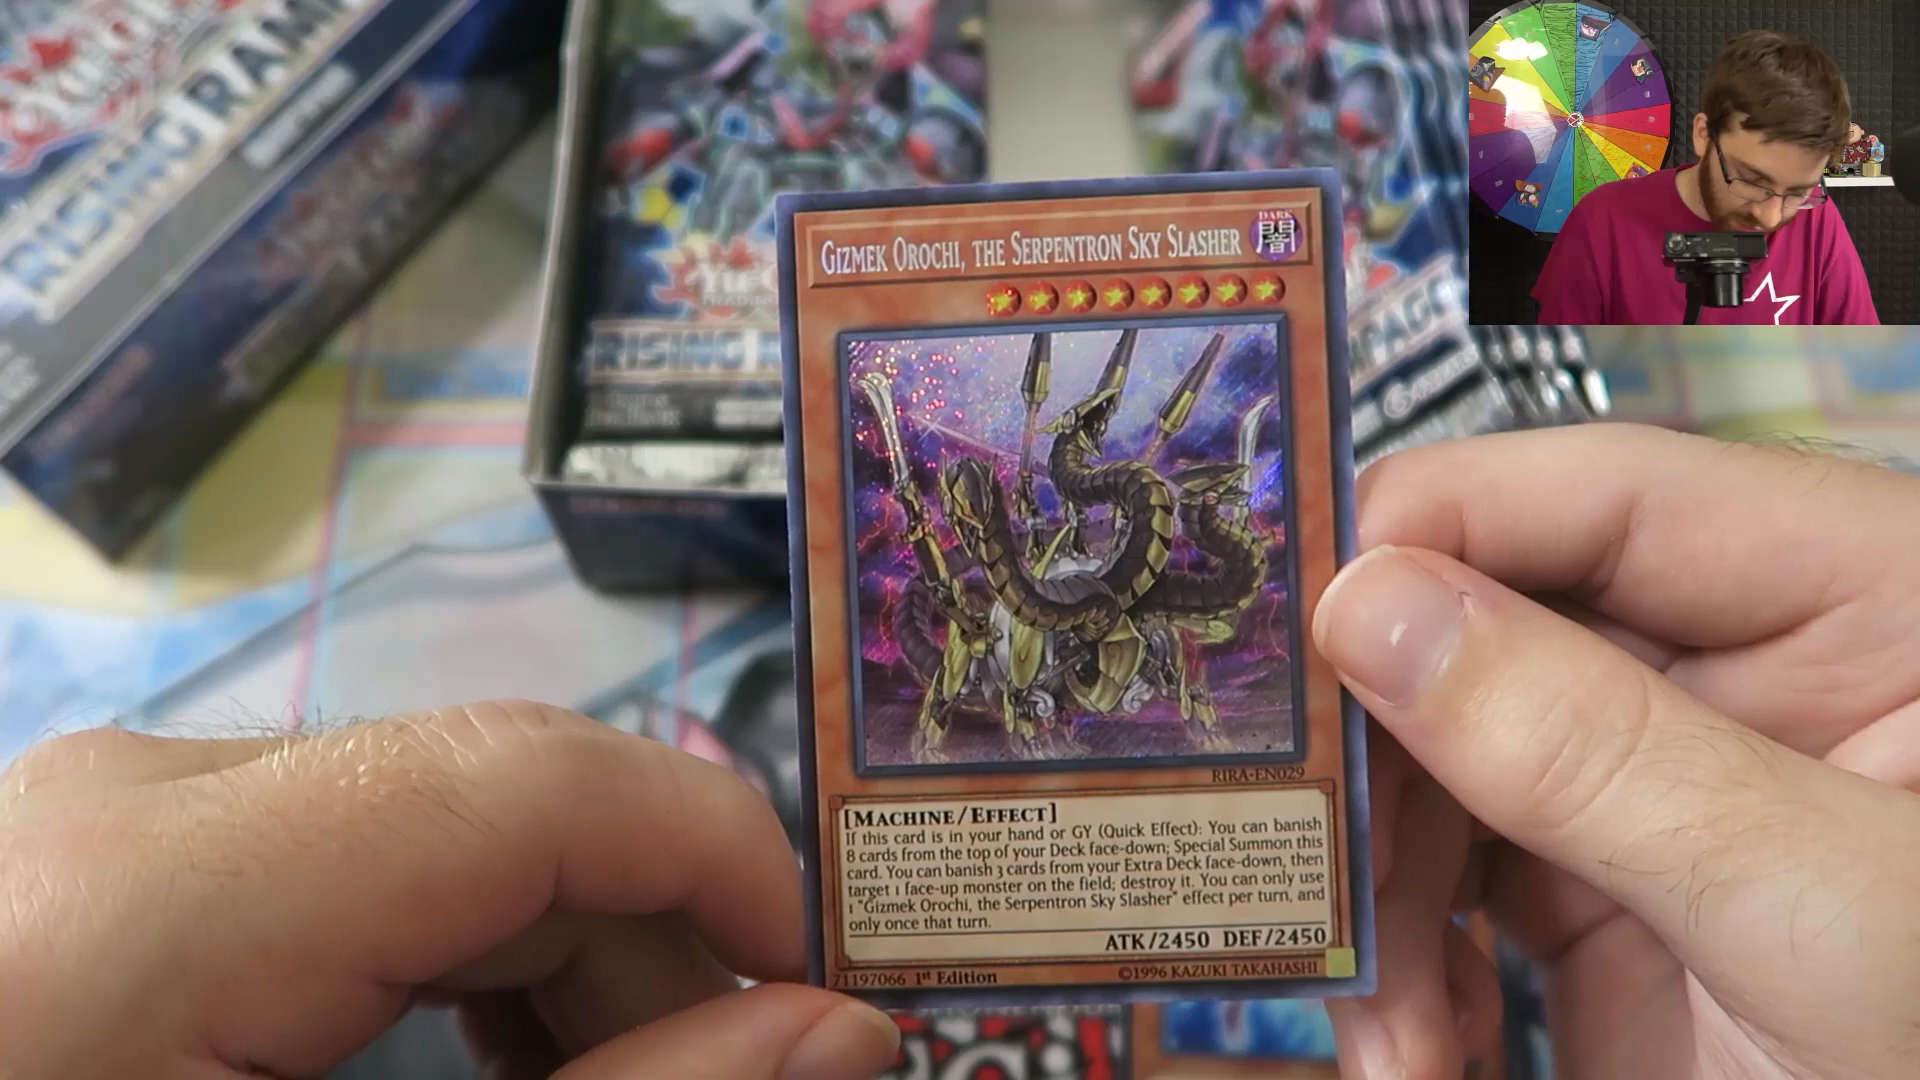 RISING RAM
RISING
GIZMEK OROCHI, THE SERPENTRON SKY SLASHER
DARK
闇
RIRA-EN029
[MACHINE/EFFECT]
If this card is in your hand or GY (Quick Effect): You can banish
8 cards from the top of your Deck face-down; Special Summon this
card. You can banish 3 cards from your Extra Deck face-down, then
target 1 face-up monster on the field; destroy it. You can only use
1 "Gizmek Orochi, the Serpentron Sky Slasher" effect per turn, and
only once that turn.
ATK/2450 DEF/2450
71197066 1st Edition
©1996 KAZUKI TAKAHASHI